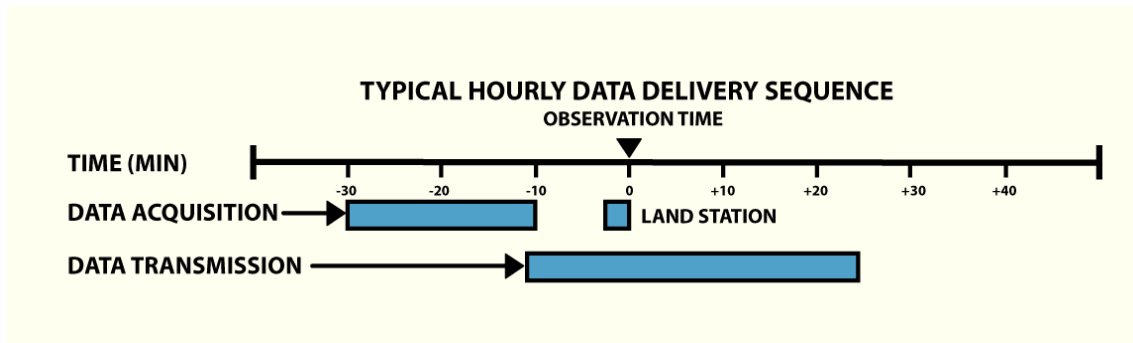 TYPICAL HOURLY DATA DELIVERY SEQUENCE
OBSERVATION TIME
TIME (MIN)
-30 -20 -10 0 +10 +20 +30 +40
DATA ACQUISITION
LAND STATION
DATA TRANSMISSION